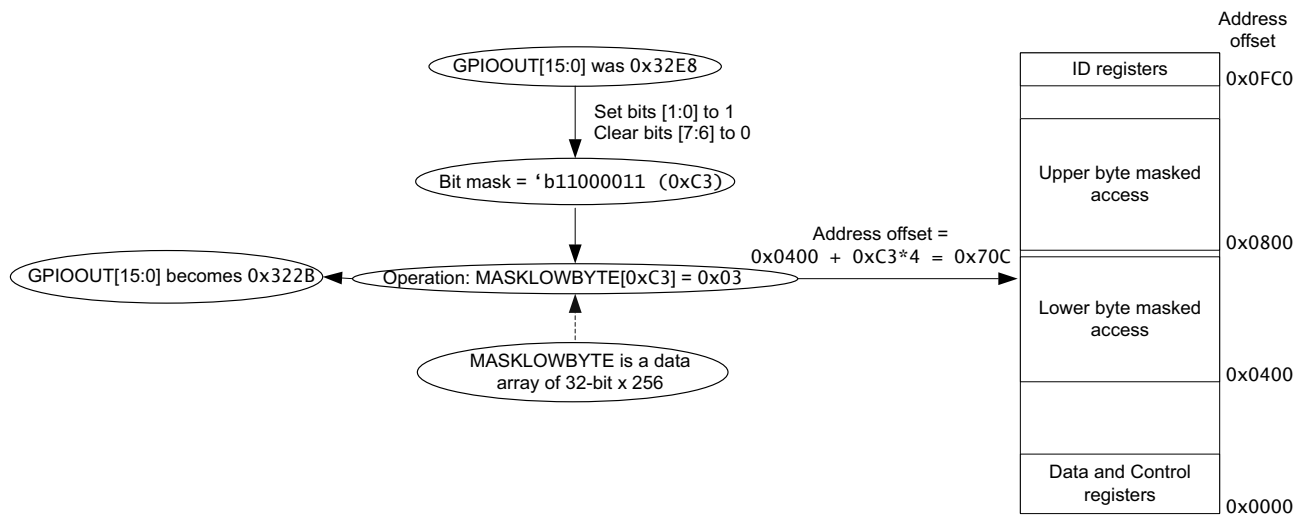 Address
offset
GPIOOUT[15:0] was 0x32E8
ID registers
0x0FC0
Set bits [1:0] to 1
Clear bits [7:6] to 0
Bit mask = ‘b11000011 (0xC3)
Upper byte masked
access
0x0800
Address offset =
0x0400 + 0xC3*4 = 0x70C
GPIOOUT[15:0] becomes 0x322B
Operation: MASKLOWBYTE[0xC3] = 0x03
Lower byte masked
access
MASKLOWBYTE is a data
array of 32-bit x 256
0x0400
Data and Control
registers
0x0000